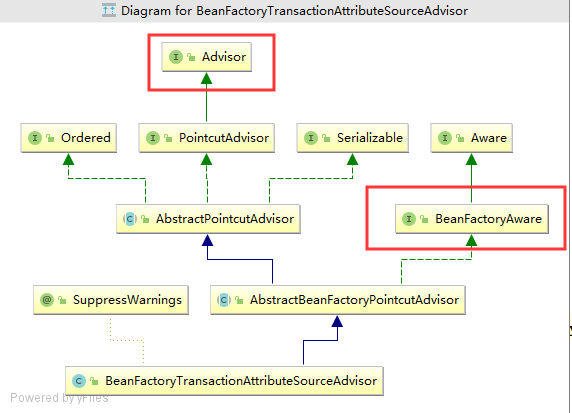 Diagram for BeanFactoryTransactionAttributeSourceAdvisor
I Advisor
I Ordered
I PointcutAdvisor
I Serializable
I Aware
C AbstractPointcutAdvisor
I BeanFactoryAware
@ SuppressWarnings
C AbstractBeanFactoryPointcutAdvisor
C BeanFactoryTransactionAttributeSourceAdvisor
Powered by yFiles